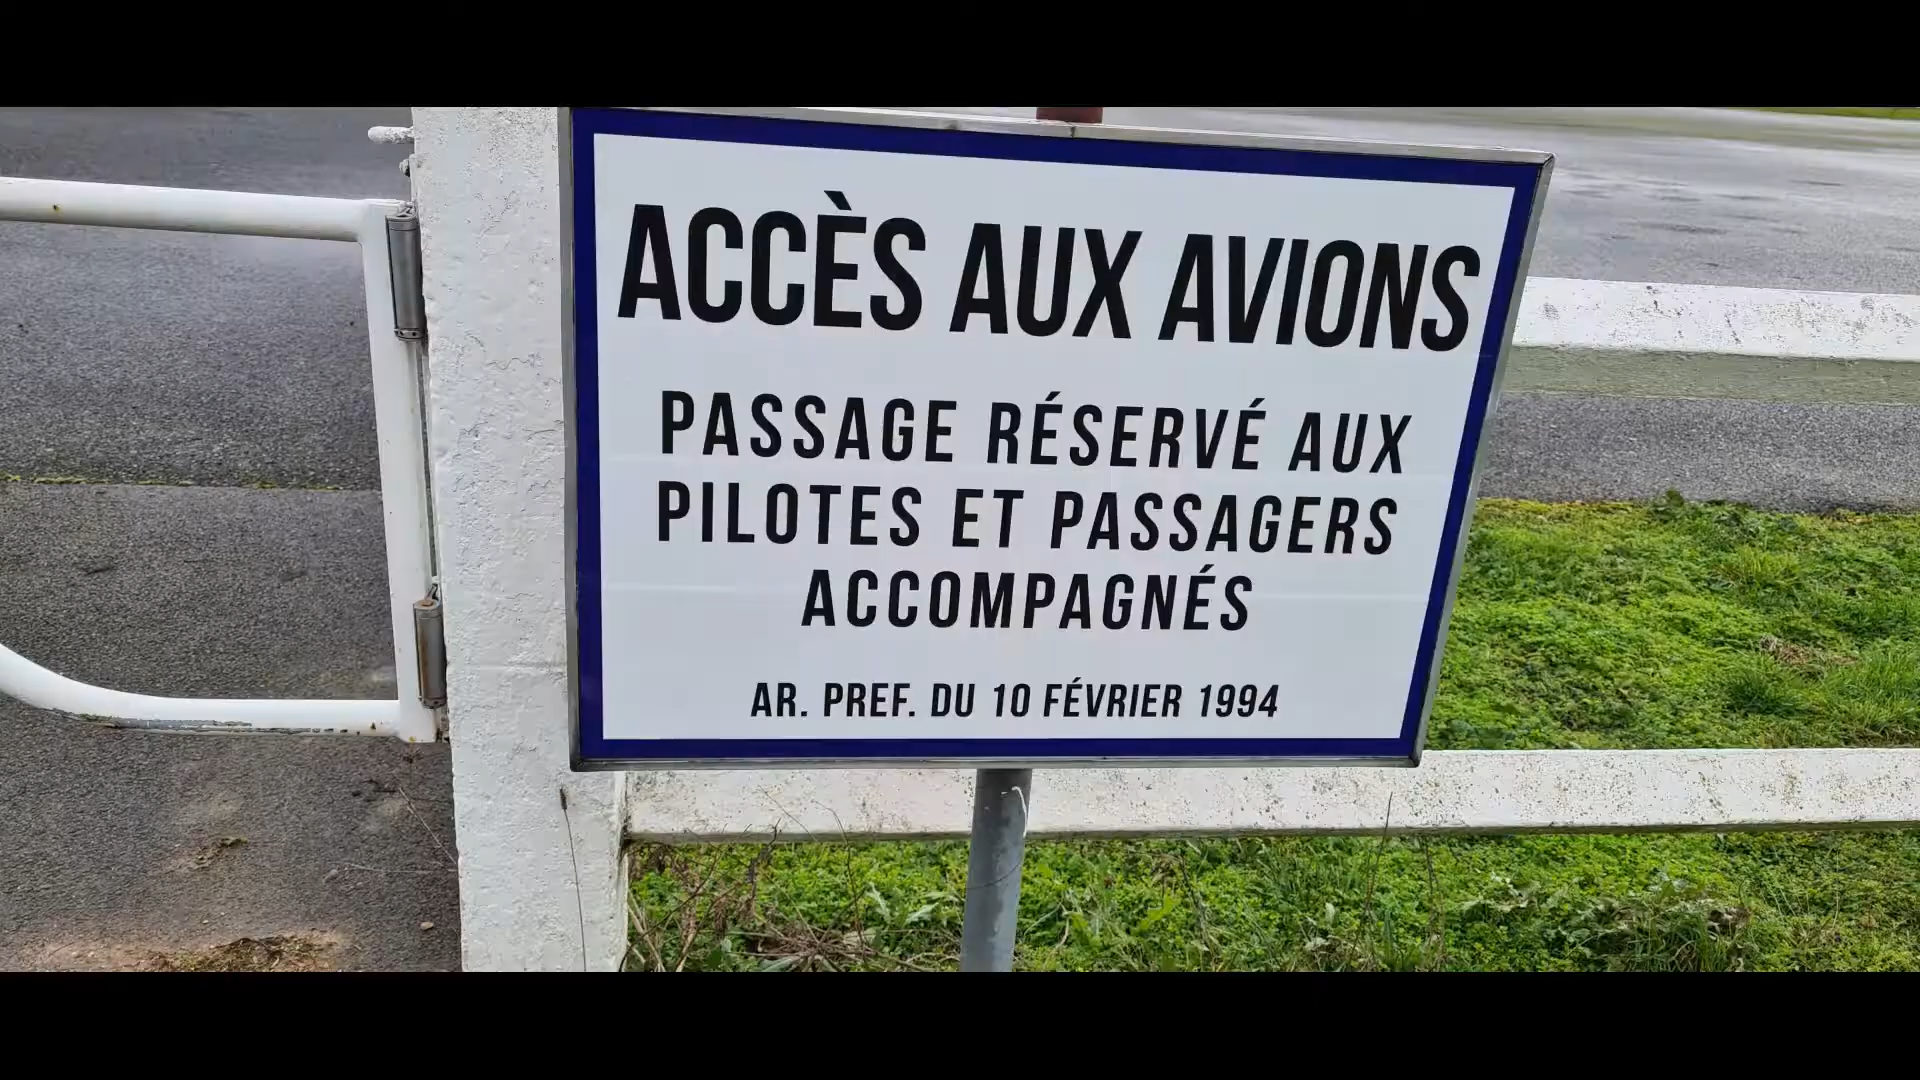 ACCÈS AUX AVIONS
PASSAGE RÉSERVÉ AUX
PILOTES ET PASSAGERS
ACCOMPAGNÉS
AR. PREF. DU 10 FÉVRIER 1994